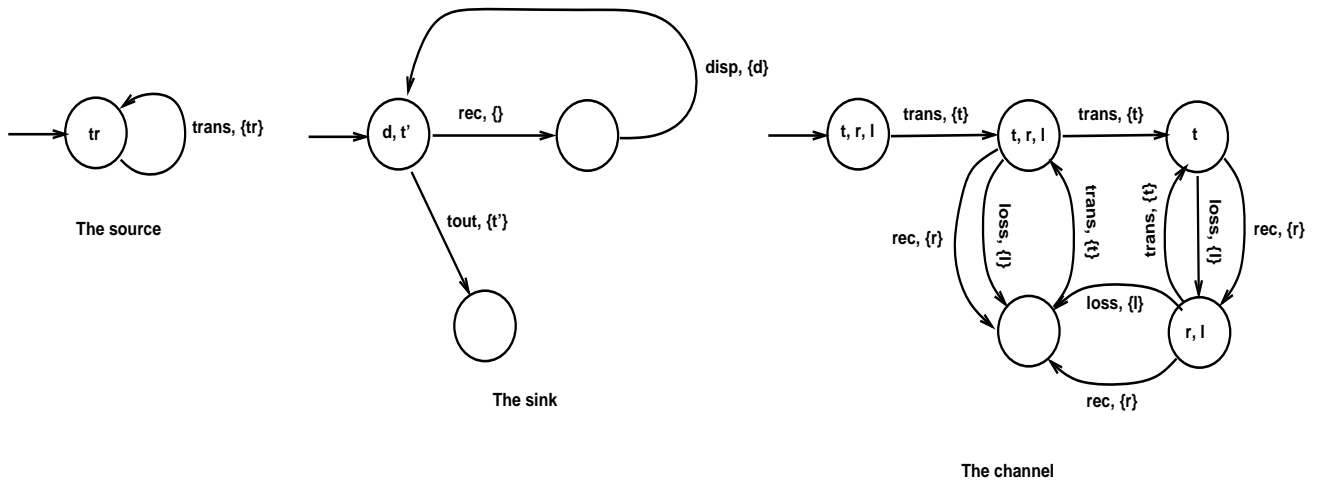 tr
trans, {tr}
The source
d, t’
rec, {}
disp, {d}
tout, {t’}
The sink
t, r, l
trans, {t}
t, r, l
trans, {t}
t
rec, {r}
loss, {l}
trans, {t}
trans, {t}
loss, {l}
rec, {r}
loss, {l}
r, l
rec, {r}
The channel